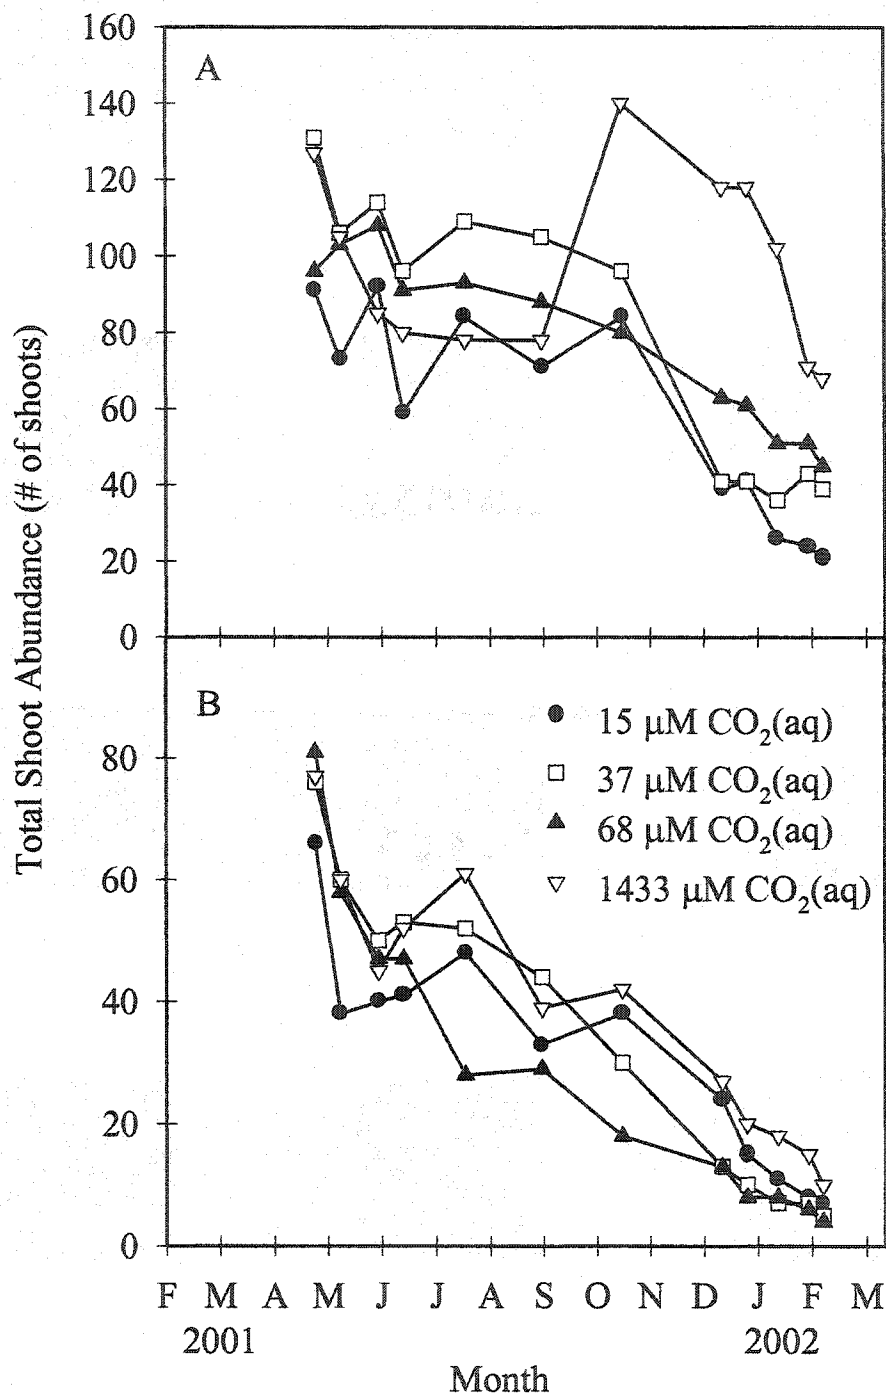 160
A
140
120
100
80
60
40
20
0
Total Shoot Abundance (# of shoots)
B
15 μM CO₂(aq)
37 μM CO₂(aq)
68 μM CO₂(aq)
1433 μM CO₂(aq)
80
60
40
20
0
F M A M J J A S O N D J F M
2001 2002
Month